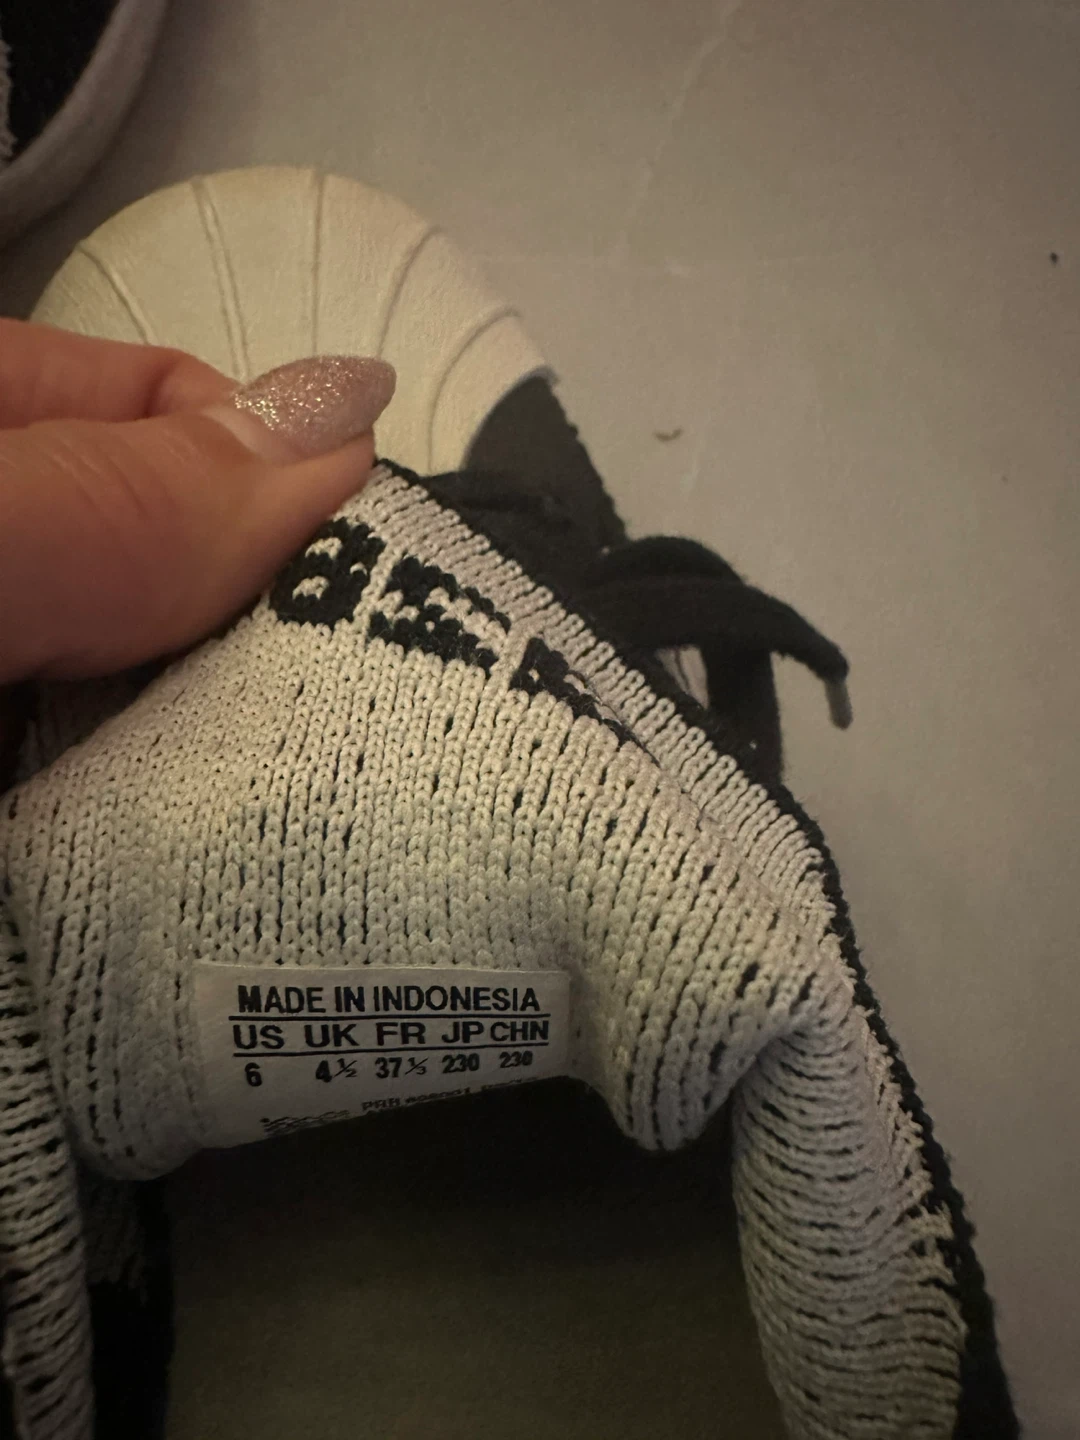 MADE IN INDONESIA
US UK FR JP CHN
6 4½ 37⅓ 230 230